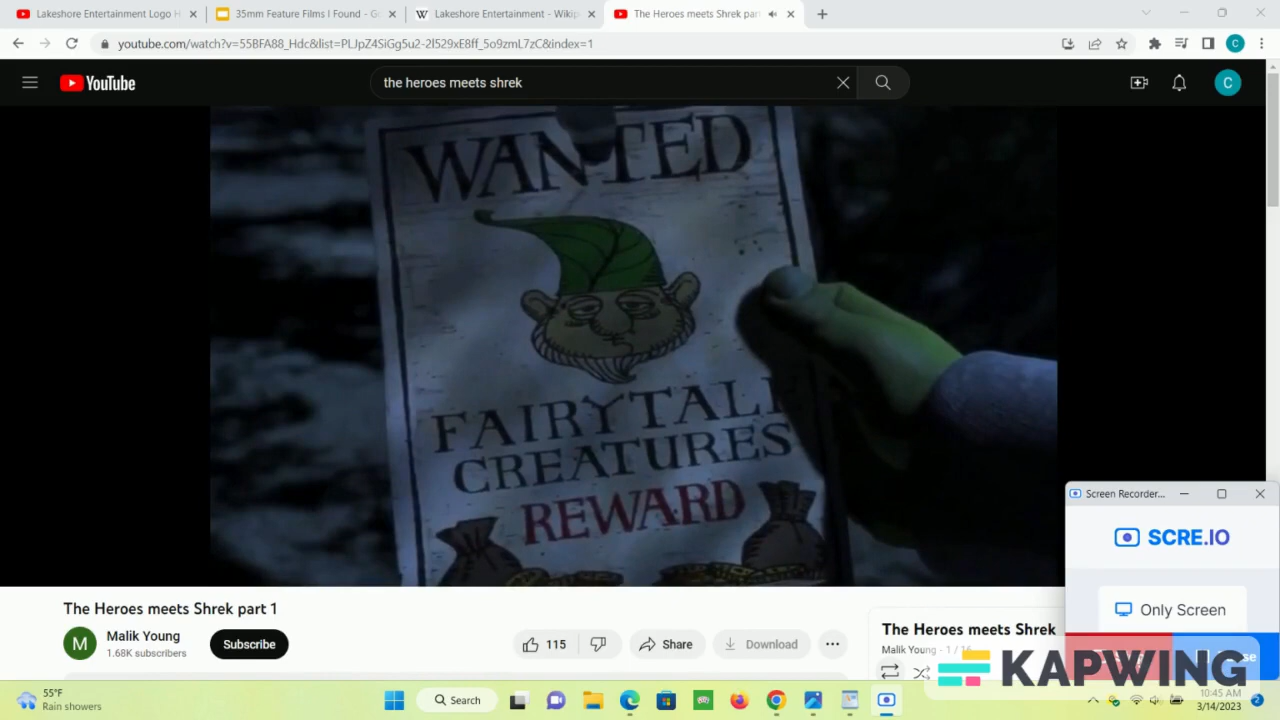 Lakeshore Entertainment Logo H
35mm Feature Films I Found - Go
Lakeshore Entertainment - Wikip
The Heroes meets Shrek par
youtube.com/watch?v=55BFA88_Hdc&list=PLJpZ4SiGg5u2-2l529xE8ff_5o9zmL7zC&index=1
C
YouTube
the heroes meets shrek
C
WANTED
FAIRYTALE
CREATURES
REWARD
Screen Recorder...
SCRE.IO
Only Screen
The Heroes meets Shrek part 1
M
Malik Young
1.68K subscribers
Subscribe
115
Share
Download
The Heroes meets Shrek
Malik Young - 1 /
KAPWING
55°F
Rain showers
Search
10:45 AM
3/14/2023
2